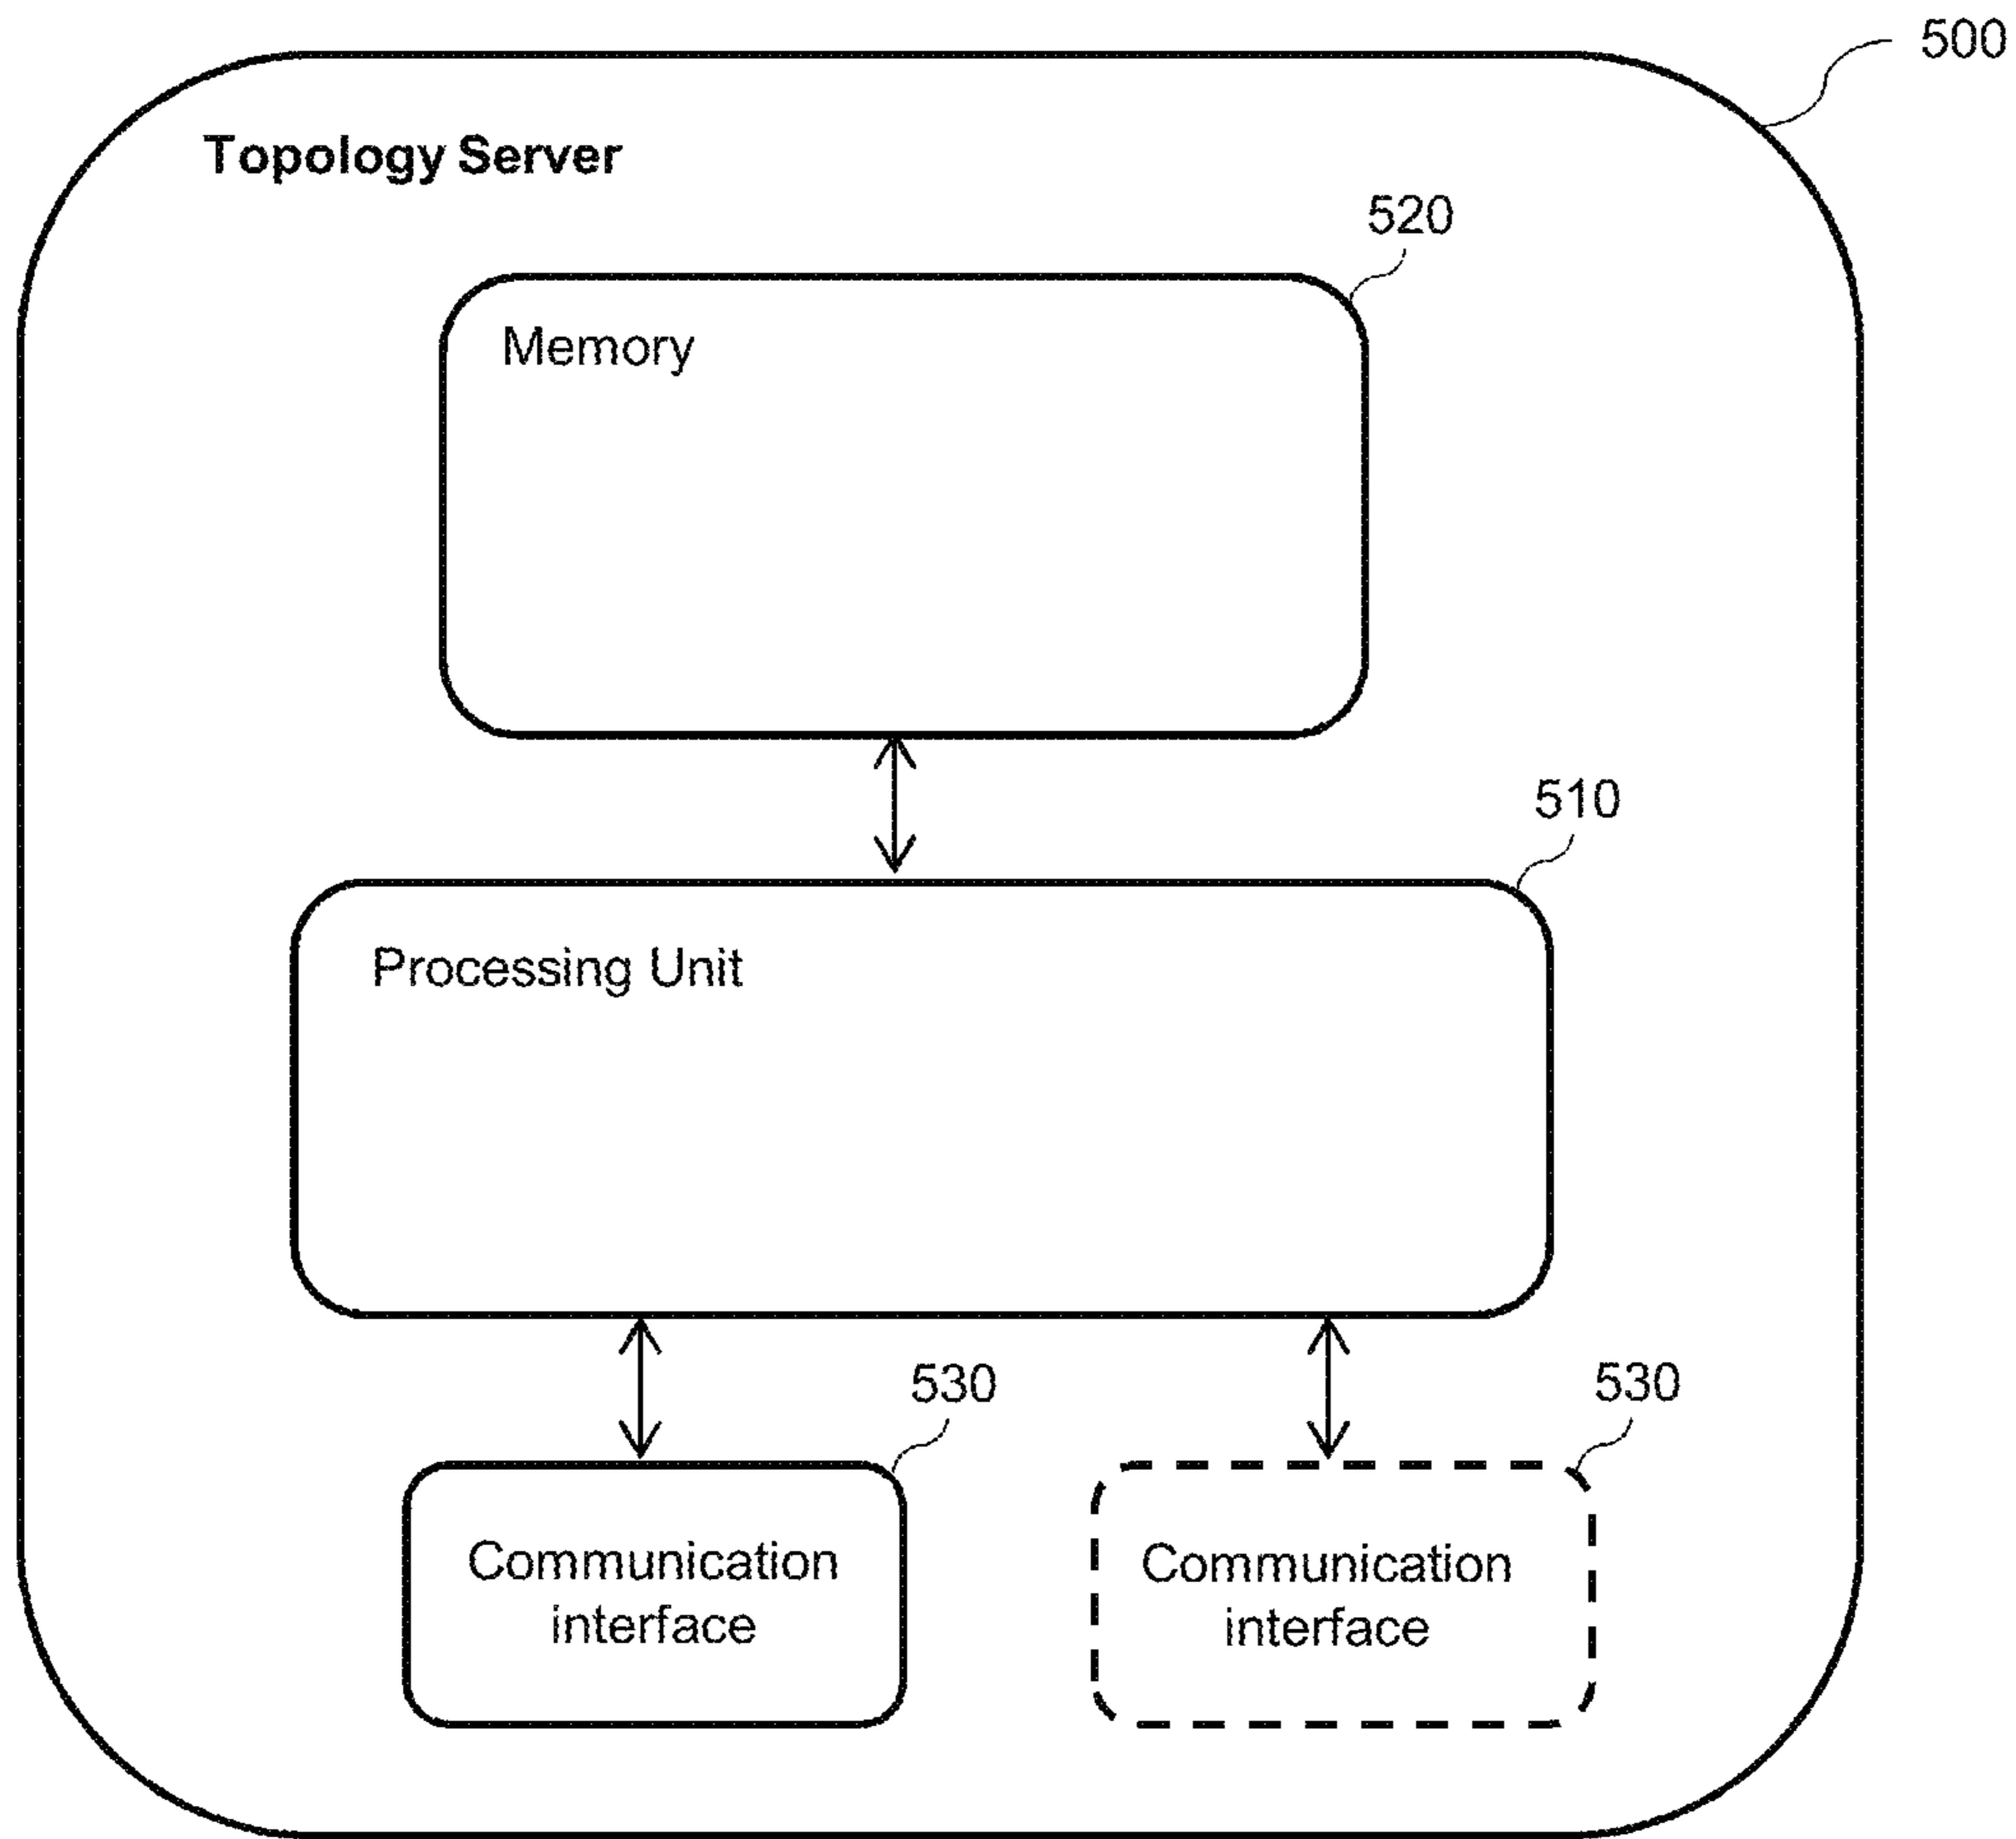 500
Topology Server
520
Memory
510
Processing Unit
530
530
Communication
interface
Communication
interface